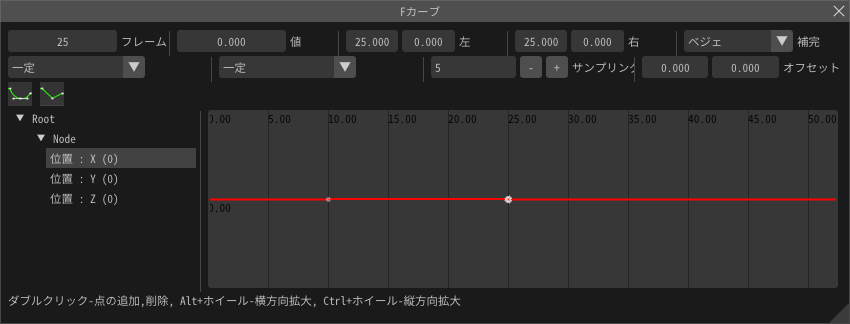 Fカーブ
25 フレーム 0.000 値 25.000 0.000 左 25.000 0.000 右 ベジェ 補完
一定 一定 5 - + サンプリング 0.000 0.000 オフセット
Root
Node
位置 : X (0)
位置 : Y (0)
位置 : Z (0)
0.00 5.00 10.00 15.00 20.00 25.00 30.00 35.00 40.00 45.00 50.00
0.00
ダブルクリック-点の追加,削除, Alt+ホイール-横方向拡大, Ctrl+ホイール-縦方向拡大